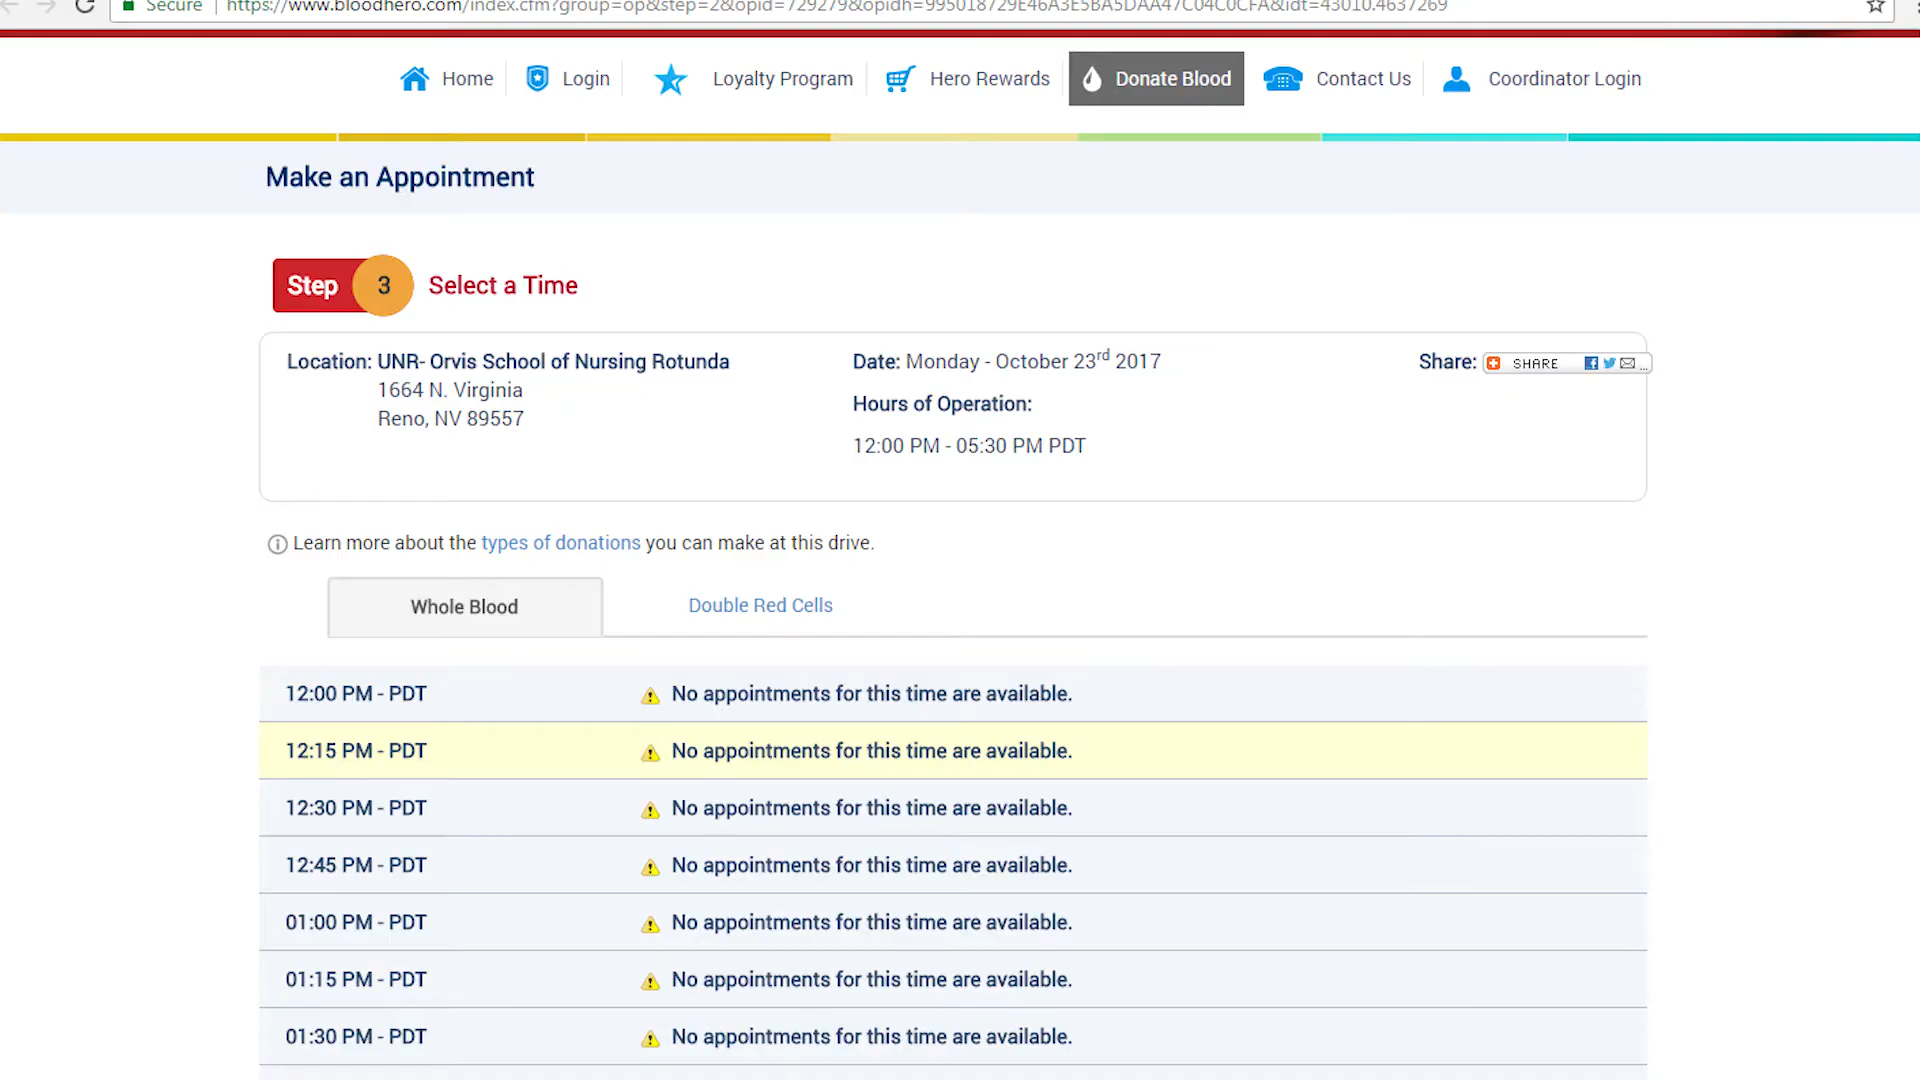 Secure https://www.bloodhero.com/index.cfm?group=op&step=2&opid=729279&opidh=995018729E46A3E5BA5DAA47C04C0CFA&idt=43010.4637269
Home Login Loyalty Program Hero Rewards Donate Blood Contact Us Coordinator Login
Make an Appointment
Step 3 Select a Time
Location: UNR- Orvis School of Nursing Rotunda
1664 N. Virginia
Reno, NV 89557
Date: Monday - October 23rd 2017
Hours of Operation:
12:00 PM - 05:30 PM PDT
Share: SHARE ...
Learn more about the types of donations you can make at this drive.
Whole Blood Double Red Cells
12:00 PM - PDT No appointments for this time are available.
12:15 PM - PDT No appointments for this time are available.
12:30 PM - PDT No appointments for this time are available.
12:45 PM - PDT No appointments for this time are available.
01:00 PM - PDT No appointments for this time are available.
01:15 PM - PDT No appointments for this time are available.
01:30 PM - PDT No appointments for this time are available.